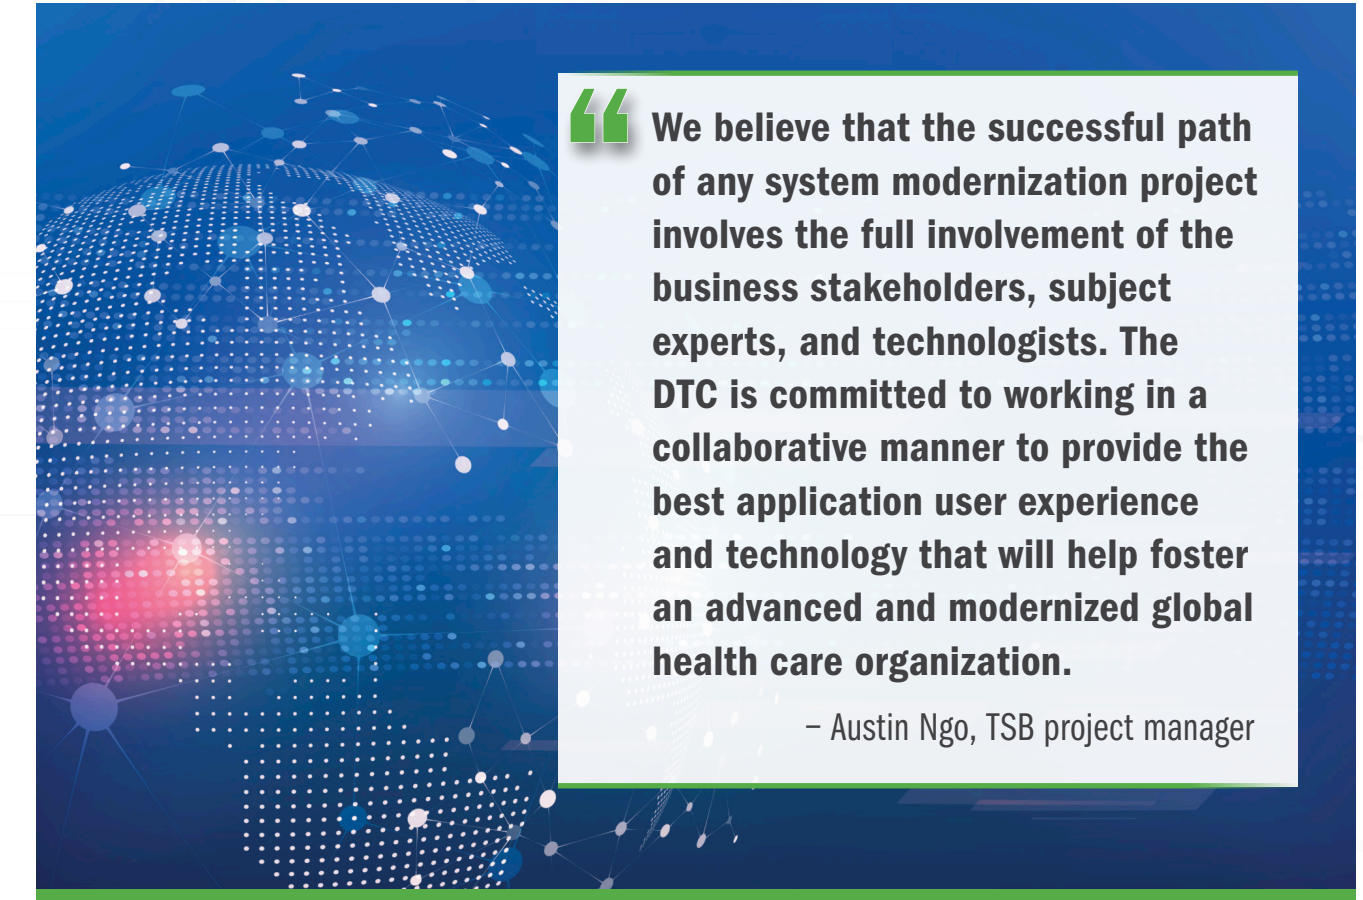 “
We believe that the successful path
of any system modernization project
involves the full involvement of the
business stakeholders, subject
experts, and technologists. The
DTC is committed to working in a
collaborative manner to provide the
best application user experience
and technology that will help foster
an advanced and modernized global
health care organization.
– Austin Ngo, TSB project manager